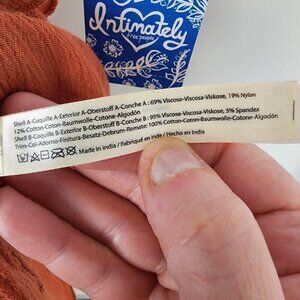 Intimately
free people
Shell A-Coquille A-Exterior A-Oberstoff A-Conche A : 69% Viscose-Viscosa-Viskose, 19% Nylon
12% Cotton-Coton-Baumwolle-Cotone-Algodón
Shell B-Coquille B-Exterior B-Oberstoff B-Conche B : 95% Viscose-Viscosa-Viskose, 5% Spandex
Trim-Col-Adorno-Finitura-Besatz-Debrum-Remate: 100% Cotton-Coton-Baumwolle-Cotone-Algodón
Made in India / Fabriqué en Inde / Hecho en India